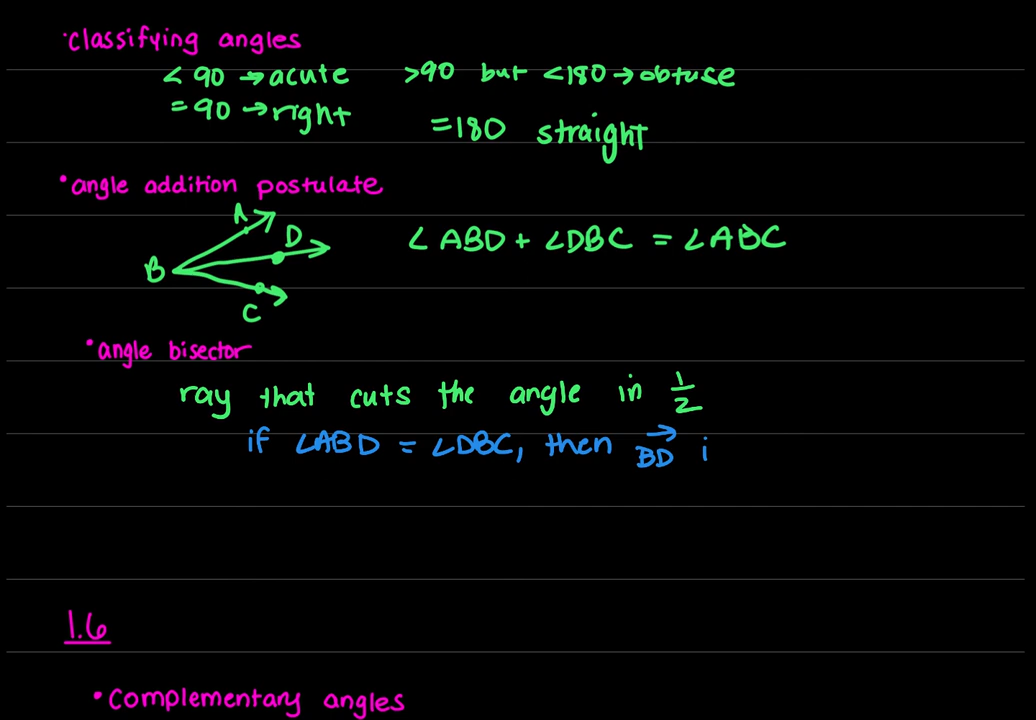 ·classifying angles
< 90 → acute   >90 but <180 → obtuse
= 90 → right   =180 straight
•angle addition postulate
A
D
B
C
∠ABD + ∠DBC = ∠ABC
•angle bisector
ray that cuts the angle in 1/2
if ∠ABD = ∠DBC, then →BD i
1.6
•complementary angles